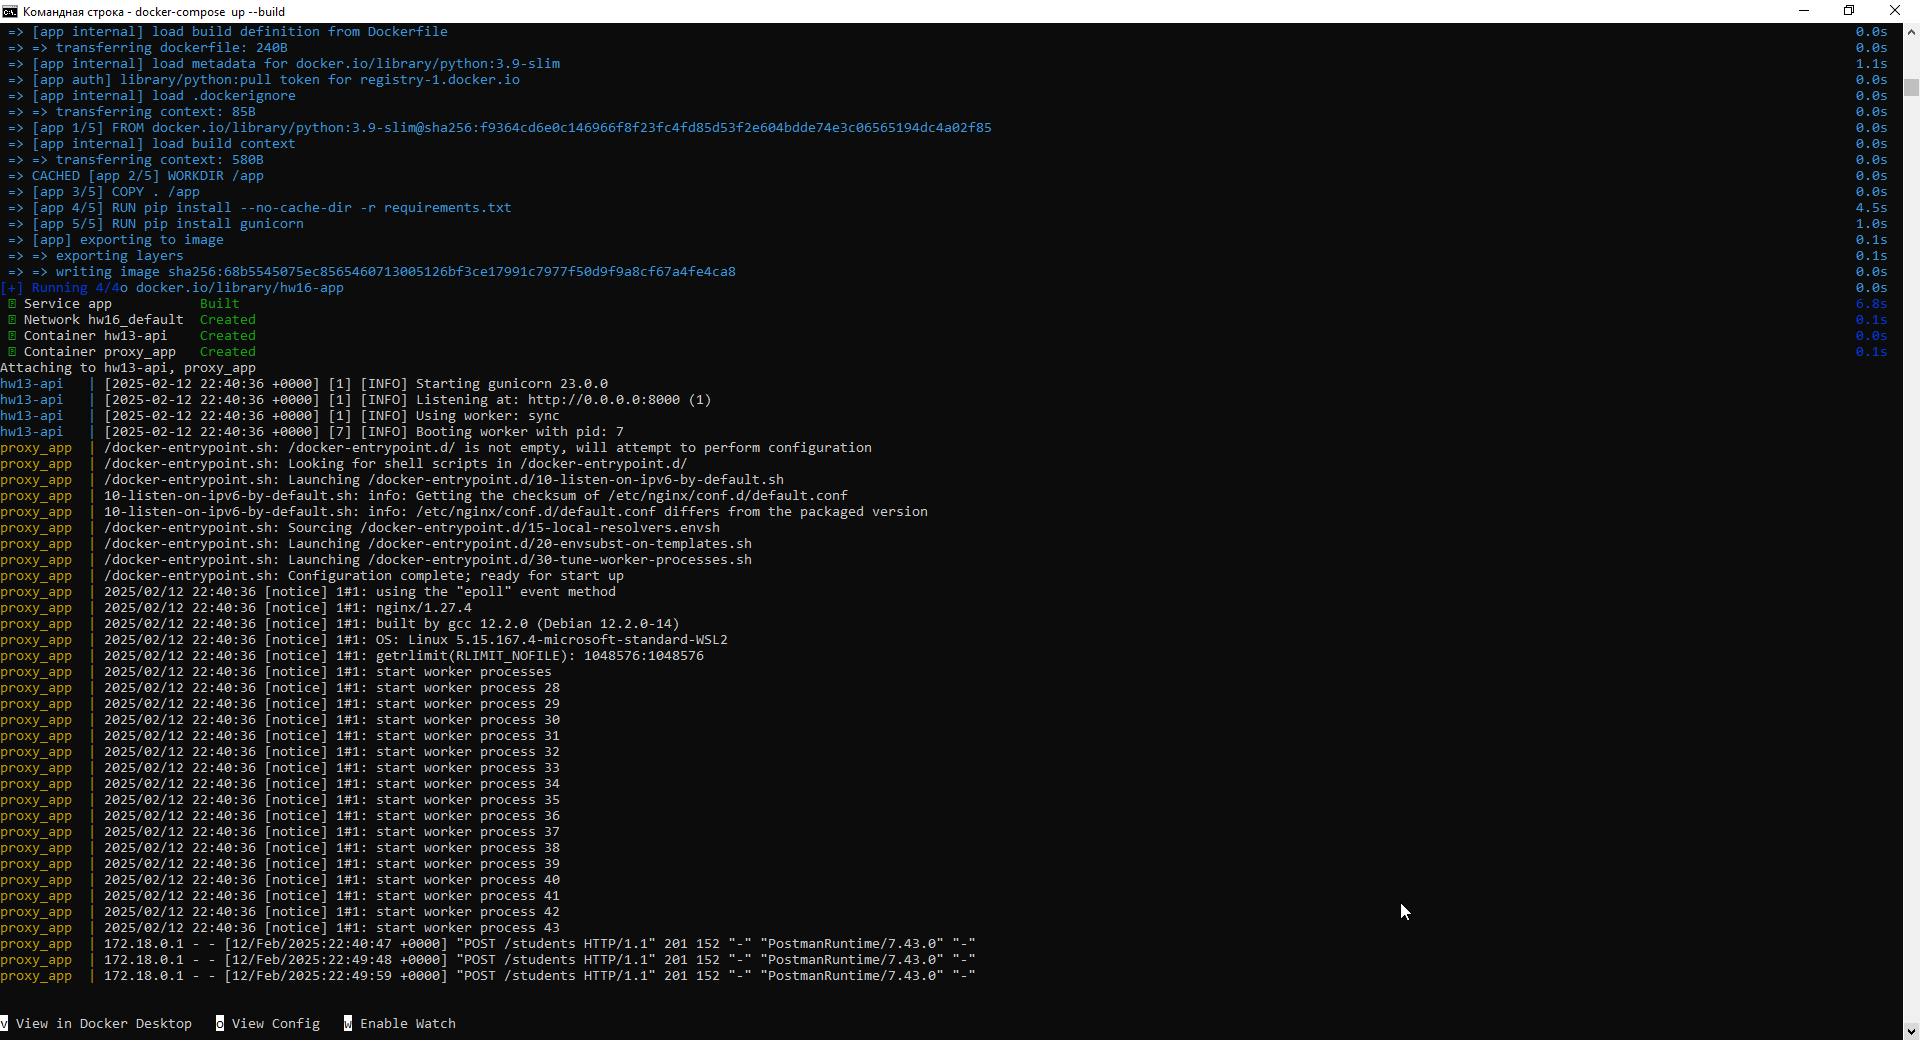 Командная строка - docker-compose up --build
=> [app internal] load build definition from Dockerfile 0.0s
=> => transferring dockerfile: 240B 0.0s
=> [app internal] load metadata for docker.io/library/python:3.9-slim 1.1s
=> [app auth] library/python:pull token for registry-1.docker.io 0.0s
=> [app internal] load .dockerignore 0.0s
=> => transferring context: 85B 0.0s
=> [app 1/5] FROM docker.io/library/python:3.9-slim@sha256:f9364cd6e0c146966f8f23fc4fd85d53f2e604bdde74e3c06565194dc4a02f85 0.0s
=> [app internal] load build context 0.0s
=> => transferring context: 580B 0.0s
=> CACHED [app 2/5] WORKDIR /app 0.0s
=> [app 3/5] COPY . /app 0.0s
=> [app 4/5] RUN pip install --no-cache-dir -r requirements.txt 4.5s
=> [app 5/5] RUN pip install gunicorn 1.0s
=> [app] exporting to image 0.1s
=> => exporting layers 0.1s
=> => writing image sha256:68b5545075ec8565460713005126bf3ce17991c7977f50d9f9a8cf67a4fe4ca8 0.0s
[+] Running 4/4o docker.io/library/hw16-app 0.0s
Service app Built 6.8s
Network hw16_default Created 0.1s
Container hw13-api Created 0.0s
Container proxy_app Created 0.1s
Attaching to hw13-api, proxy_app
hw13-api | [2025-02-12 22:40:36 +0000] [1] [INFO] Starting gunicorn 23.0.0
hw13-api | [2025-02-12 22:40:36 +0000] [1] [INFO] Listening at: http://0.0.0.0:8000 (1)
hw13-api | [2025-02-12 22:40:36 +0000] [1] [INFO] Using worker: sync
hw13-api | [2025-02-12 22:40:36 +0000] [7] [INFO] Booting worker with pid: 7
proxy_app | /docker-entrypoint.sh: /docker-entrypoint.d/ is not empty, will attempt to perform configuration
proxy_app | /docker-entrypoint.sh: Looking for shell scripts in /docker-entrypoint.d/
proxy_app | /docker-entrypoint.sh: Launching /docker-entrypoint.d/10-listen-on-ipv6-by-default.sh
proxy_app | 10-listen-on-ipv6-by-default.sh: info: Getting the checksum of /etc/nginx/conf.d/default.conf
proxy_app | 10-listen-on-ipv6-by-default.sh: info: /etc/nginx/conf.d/default.conf differs from the packaged version
proxy_app | /docker-entrypoint.sh: Sourcing /docker-entrypoint.d/15-local-resolvers.envsh
proxy_app | /docker-entrypoint.sh: Launching /docker-entrypoint.d/20-envsubst-on-templates.sh
proxy_app | /docker-entrypoint.sh: Launching /docker-entrypoint.d/30-tune-worker-processes.sh
proxy_app | /docker-entrypoint.sh: Configuration complete; ready for start up
proxy_app | 2025/02/12 22:40:36 [notice] 1#1: using the "epoll" event method
proxy_app | 2025/02/12 22:40:36 [notice] 1#1: nginx/1.27.4
proxy_app | 2025/02/12 22:40:36 [notice] 1#1: built by gcc 12.2.0 (Debian 12.2.0-14)
proxy_app | 2025/02/12 22:40:36 [notice] 1#1: OS: Linux 5.15.167.4-microsoft-standard-WSL2
proxy_app | 2025/02/12 22:40:36 [notice] 1#1: getrlimit(RLIMIT_NOFILE): 1048576:1048576
proxy_app | 2025/02/12 22:40:36 [notice] 1#1: start worker processes
proxy_app | 2025/02/12 22:40:36 [notice] 1#1: start worker process 28
proxy_app | 2025/02/12 22:40:36 [notice] 1#1: start worker process 29
proxy_app | 2025/02/12 22:40:36 [notice] 1#1: start worker process 30
proxy_app | 2025/02/12 22:40:36 [notice] 1#1: start worker process 31
proxy_app | 2025/02/12 22:40:36 [notice] 1#1: start worker process 32
proxy_app | 2025/02/12 22:40:36 [notice] 1#1: start worker process 33
proxy_app | 2025/02/12 22:40:36 [notice] 1#1: start worker process 34
proxy_app | 2025/02/12 22:40:36 [notice] 1#1: start worker process 35
proxy_app | 2025/02/12 22:40:36 [notice] 1#1: start worker process 36
proxy_app | 2025/02/12 22:40:36 [notice] 1#1: start worker process 37
proxy_app | 2025/02/12 22:40:36 [notice] 1#1: start worker process 38
proxy_app | 2025/02/12 22:40:36 [notice] 1#1: start worker process 39
proxy_app | 2025/02/12 22:40:36 [notice] 1#1: start worker process 40
proxy_app | 2025/02/12 22:40:36 [notice] 1#1: start worker process 41
proxy_app | 2025/02/12 22:40:36 [notice] 1#1: start worker process 42
proxy_app | 2025/02/12 22:40:36 [notice] 1#1: start worker process 43
proxy_app | 172.18.0.1 - - [12/Feb/2025:22:40:47 +0000] "POST /students HTTP/1.1" 201 152 "-" "PostmanRuntime/7.43.0" "-"
proxy_app | 172.18.0.1 - - [12/Feb/2025:22:49:48 +0000] "POST /students HTTP/1.1" 201 152 "-" "PostmanRuntime/7.43.0" "-"
proxy_app | 172.18.0.1 - - [12/Feb/2025:22:49:59 +0000] "POST /students HTTP/1.1" 201 152 "-" "PostmanRuntime/7.43.0" "-"
v View in Docker Desktop o View Config w Enable Watch